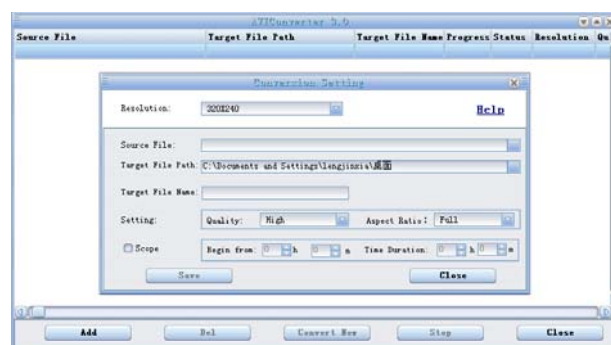 AVIConverter 3.0
Source File Target File Path Target File Name Progress Status Resolution Qu
Conversion Setting
Resolution: 320X240 Help
Source File:
Target File Path: C:\Documents and Settings\lengjinxia\桌面
Target File Name:
Setting: Quality: High Aspect Ratio: Full
Scope Begin from: 0 h 0 m Time Duration: 0 h 0 m
Save Close
Add Del Convert Now Stop Close